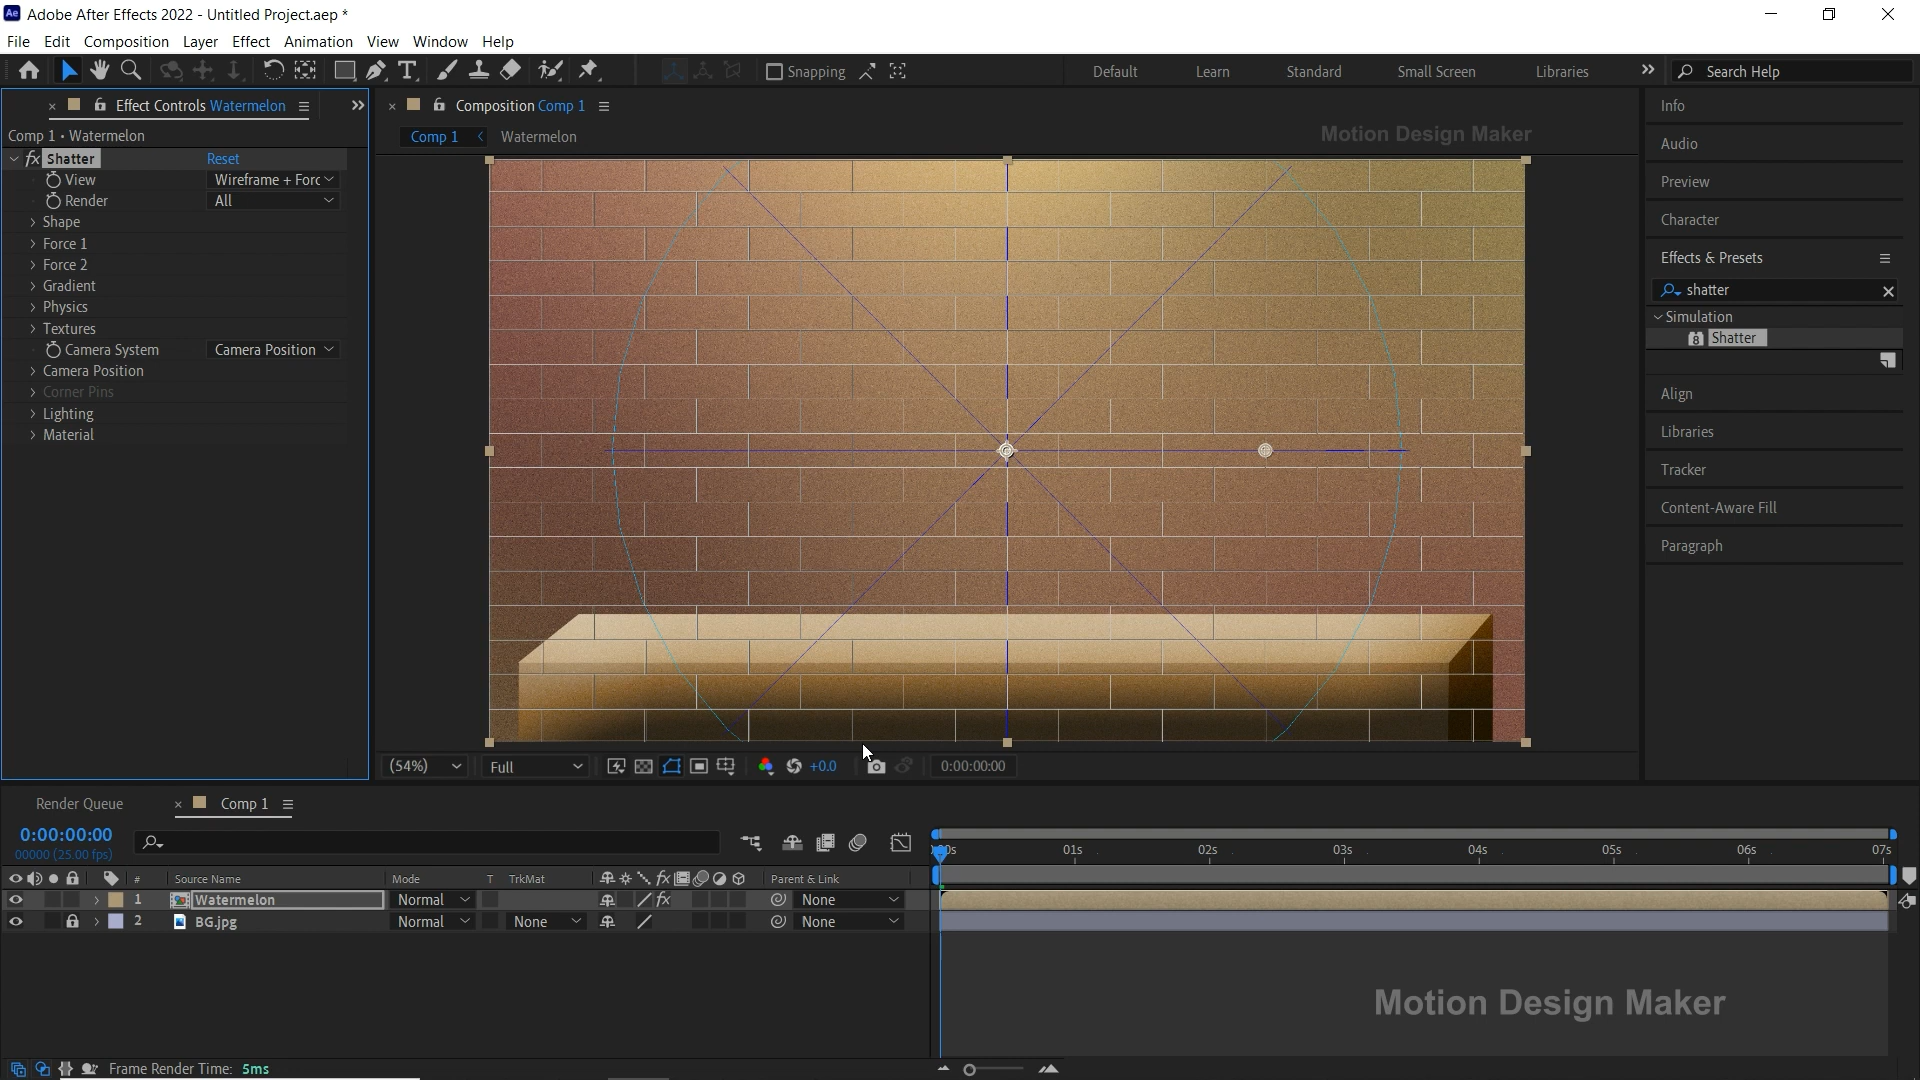 Ae Adobe After Effects 2022 - Untitled Project.aep *
File Edit Composition Layer Effect Animation View Window Help
Snapping Default Learn Standard Small Screen Libraries Search Help
Effect Controls Watermelon
Composition Comp 1
Info
Comp 1 • Watermelon
Comp 1 Watermelon
Motion Design Maker
Audio
fx Shatter Reset
View Wireframe + Forc
Render All
Shape
Force 1
Force 2
Gradient
Physics
Textures
Camera System Camera Position
Camera Position
Corner Pins
Lighting
Material
Preview
Character
Effects & Presets
shatter
Simulation
8 Shatter
Align
Libraries
Tracker
Content-Aware Fill
Paragraph
(54%) Full +0.0 0:00:00:00
Render Queue Comp 1
0:00:00:00
00000 (25.00 fps)
01s 02s 03s 04s 05s 06s 07s
# Source Name Mode T TrkMat fx Parent & Link
1 Watermelon Normal fx None
2 BG.jpg Normal None None
Motion Design Maker
Frame Render Time: 5ms